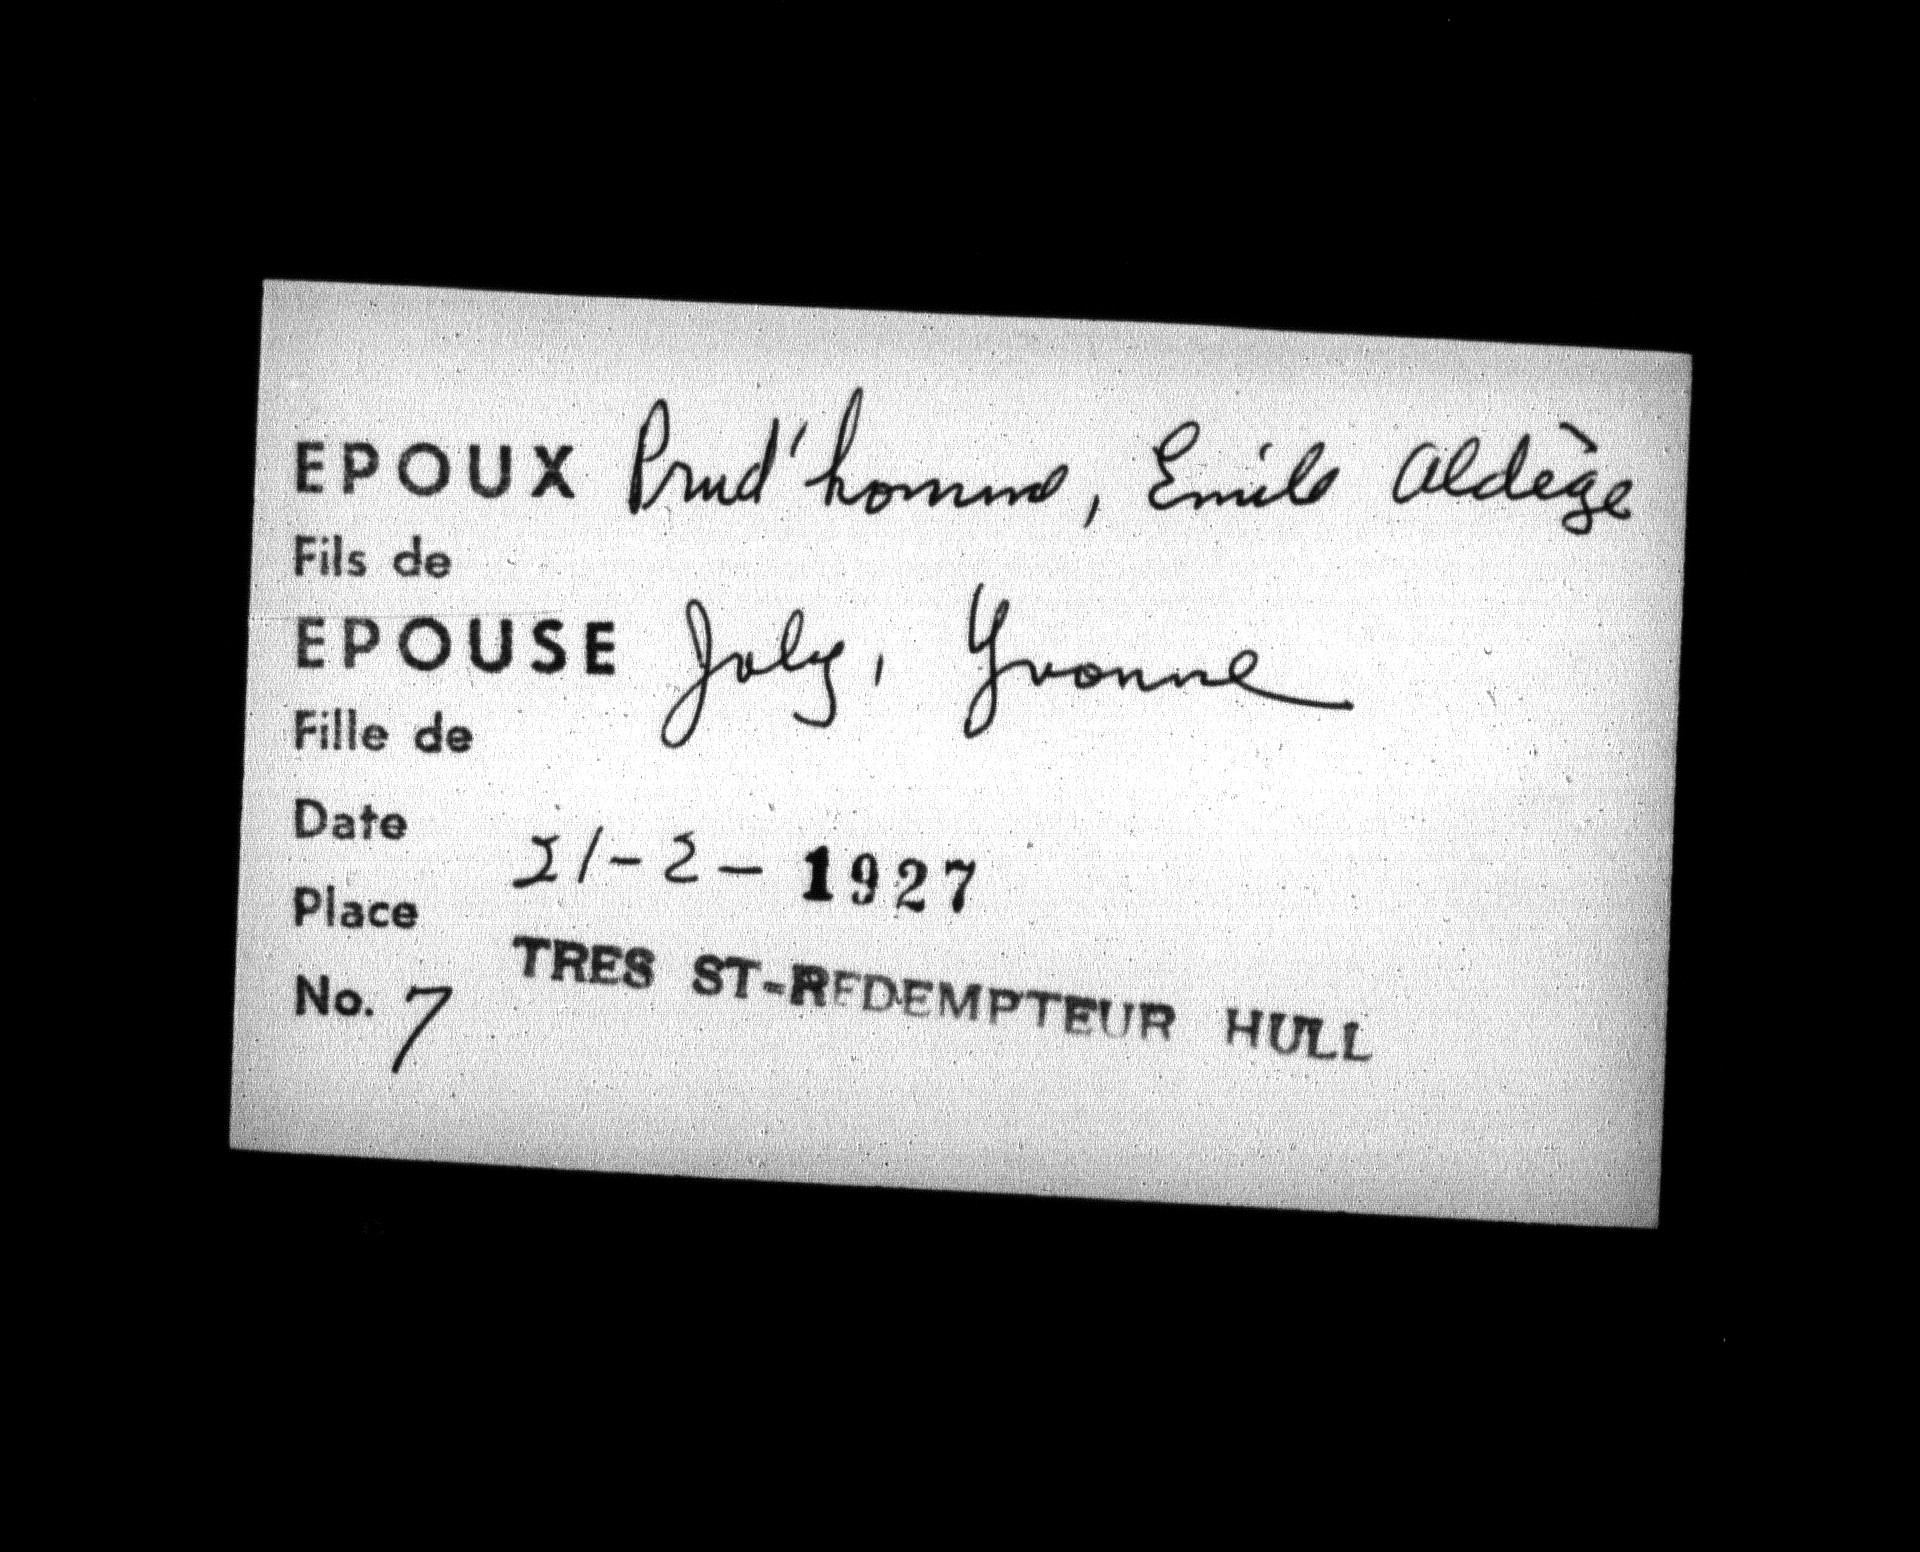 EPOUX Prud'homme, Emile Aldège
Fils de
EPOUSE July, Yvonne
Fille de
Date 21-2-1927
Place TRES ST-REDEMPTEUR HULL
No. 7